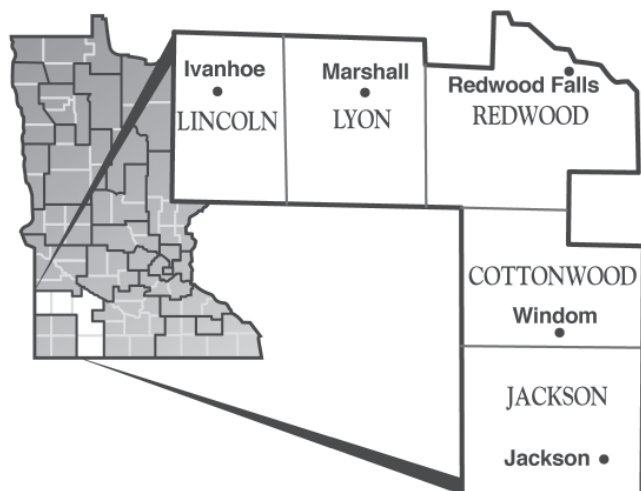 Ivanhoe
LINCOLN
Marshall
LYON
Redwood Falls
REDWOOD
COTTONWOOD
Windom
JACKSON
Jackson